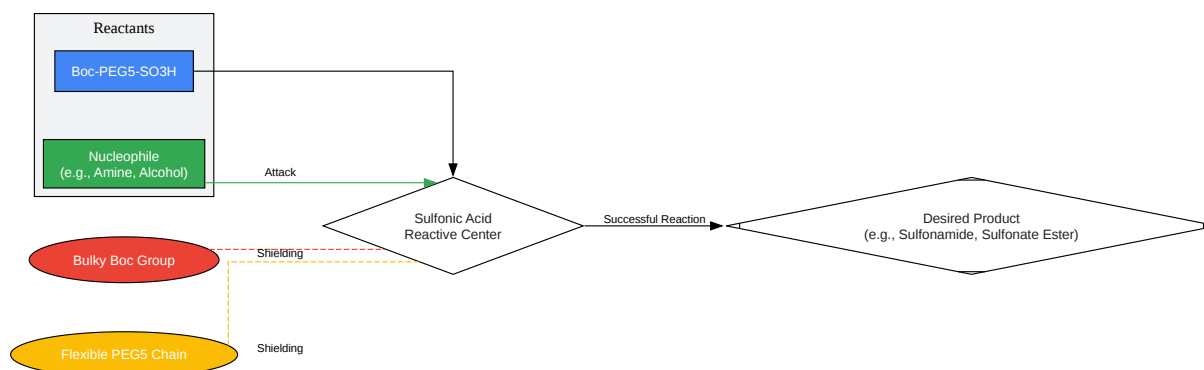 Reactants
Boc-PEG5-SO3H
Nucleophile
(e.g., Amine, Alcohol)
Attack
Sulfonic Acid
Reactive Center
Successful Reaction
Desired Product
(e.g., Sulfonamide, Sulfonate Ester)
Bulky Boc Group
Shielding
Flexible PEG5 Chain
Shielding